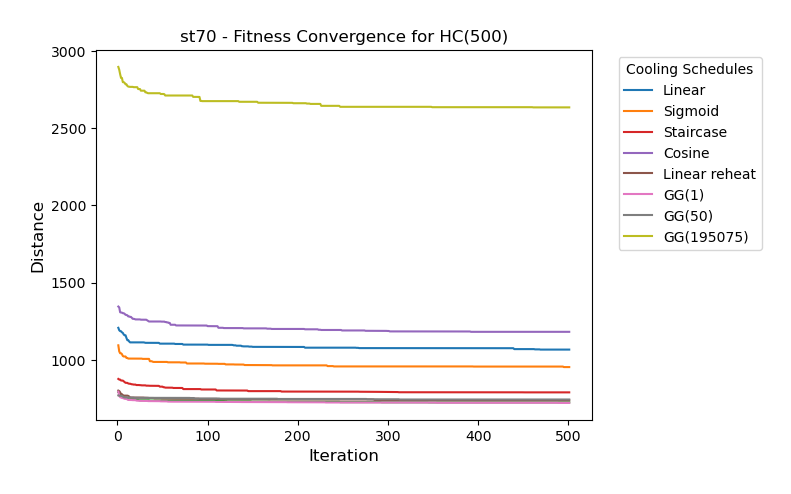 st70 - Fitness Convergence for HC(500)
3000
2500
2000
1500
1000
Distance
0
100
200
300
400
500
Iteration
Cooling Schedules
Linear
Sigmoid
Staircase
Cosine
Linear reheat
GG(1)
GG(50)
GG(195075)